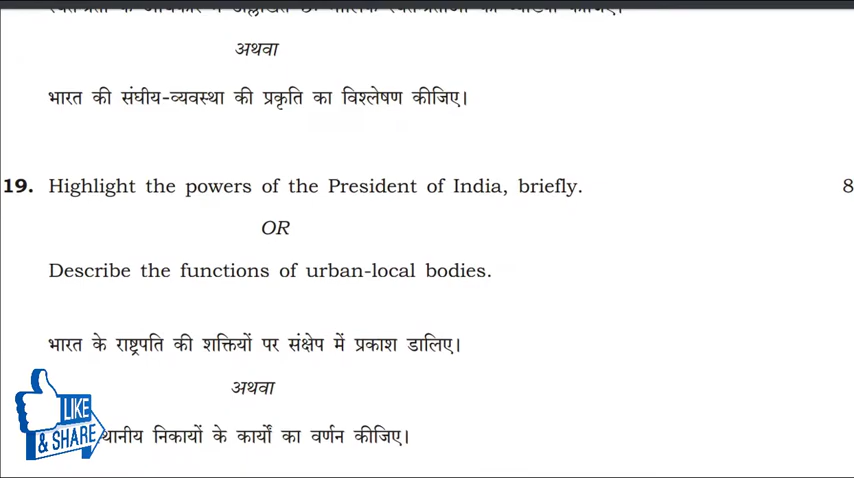 अथवा
भारत की संघीय-व्यवस्था की प्रकृति का विश्लेषण कीजिए।
19. Highlight the powers of the President of India, briefly. 8
OR
Describe the functions of urban-local bodies.
भारत के राष्ट्रपति की शक्तियों पर संक्षेप में प्रकाश डालिए।
अथवा
निकायों के कार्यों का वर्णन कीजिए।
LIKE
& SHARE